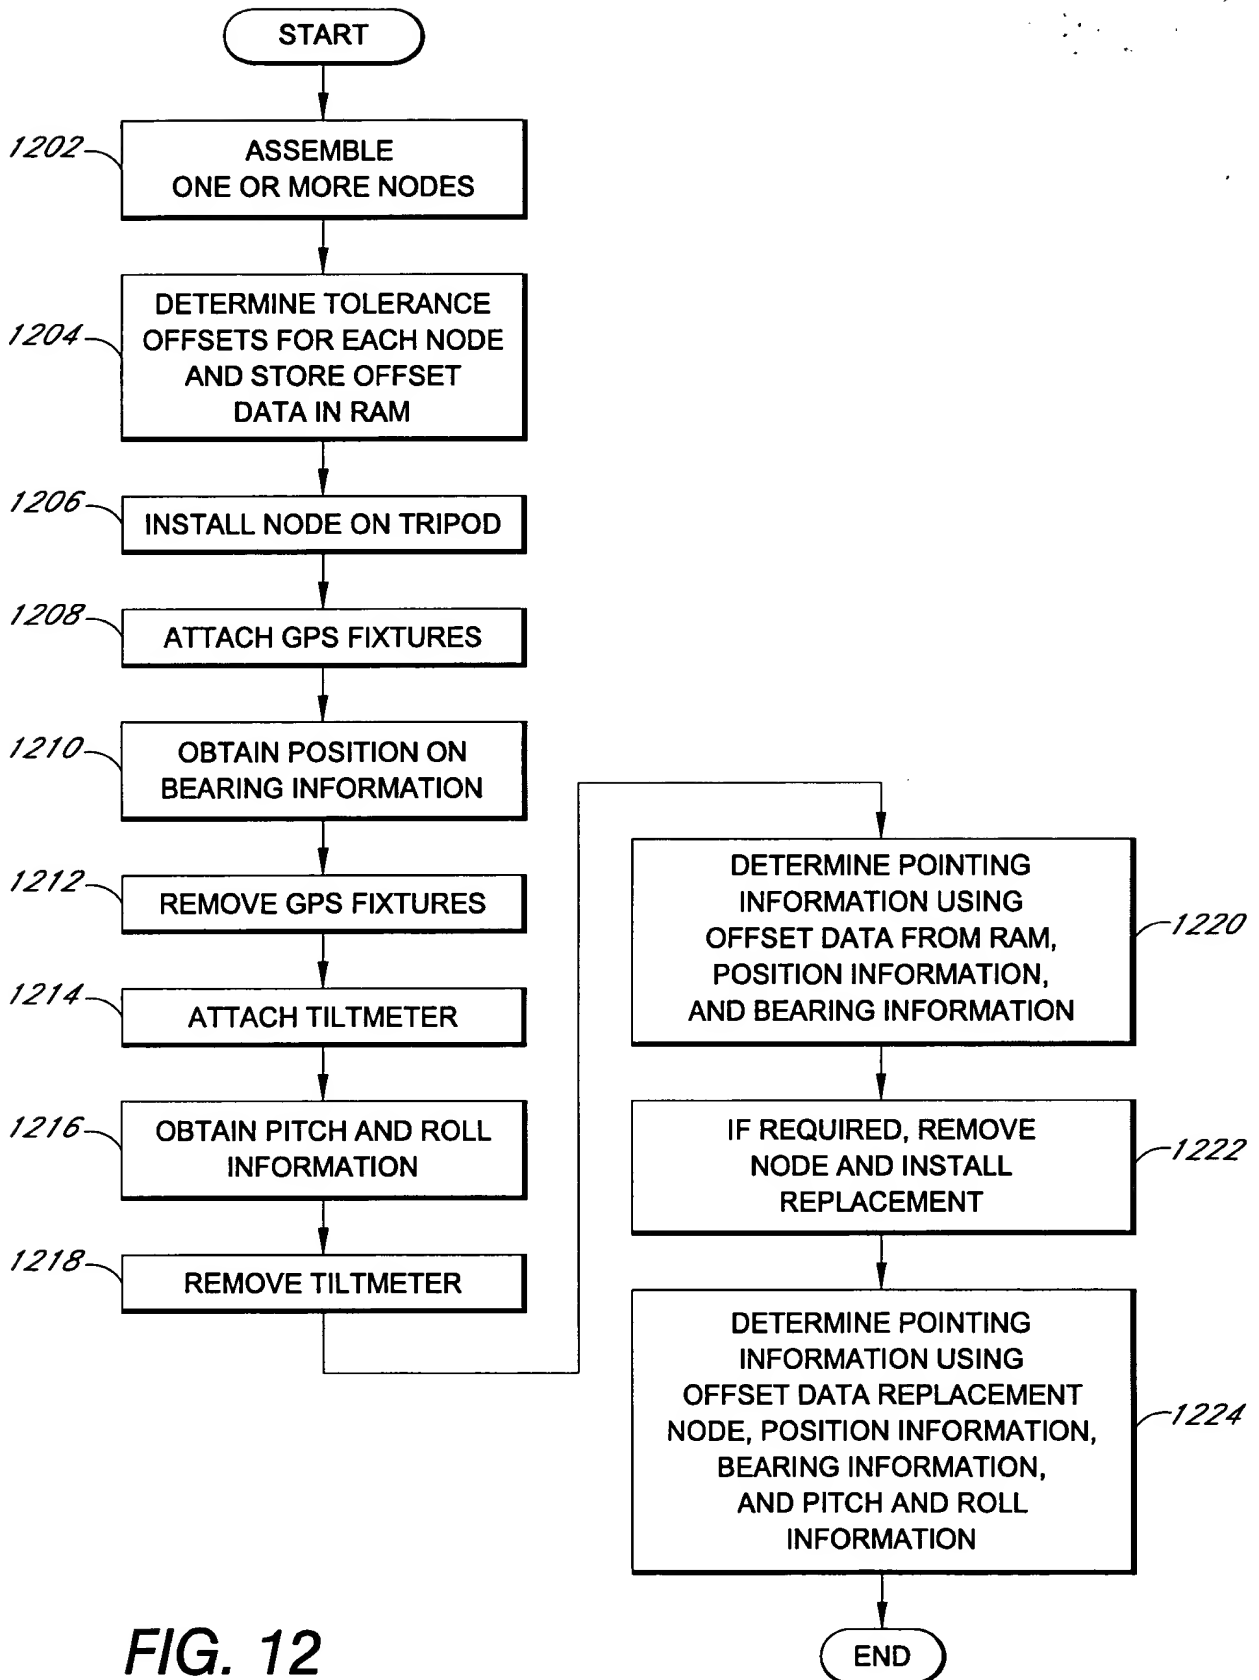 START
1202
ASSEMBLE
ONE OR MORE NODES
1204
DETERMINE TOLERANCE
OFFSETS FOR EACH NODE
AND STORE OFFSET
DATA IN RAM
1206
INSTALL NODE ON TRIPOD
1208
ATTACH GPS FIXTURES
1210
OBTAIN POSITION ON
BEARING INFORMATION
1212
REMOVE GPS FIXTURES
1214
ATTACH TILTMETER
1216
OBTAIN PITCH AND ROLL
INFORMATION
1218
REMOVE TILTMETER
DETERMINE POINTING
INFORMATION USING
OFFSET DATA FROM RAM,
POSITION INFORMATION,
AND BEARING INFORMATION
1220
IF REQUIRED, REMOVE
NODE AND INSTALL
REPLACEMENT
1222
DETERMINE POINTING
INFORMATION USING
OFFSET DATA REPLACEMENT
NODE, POSITION INFORMATION,
BEARING INFORMATION,
AND PITCH AND ROLL
INFORMATION
1224
END
FIG. 12